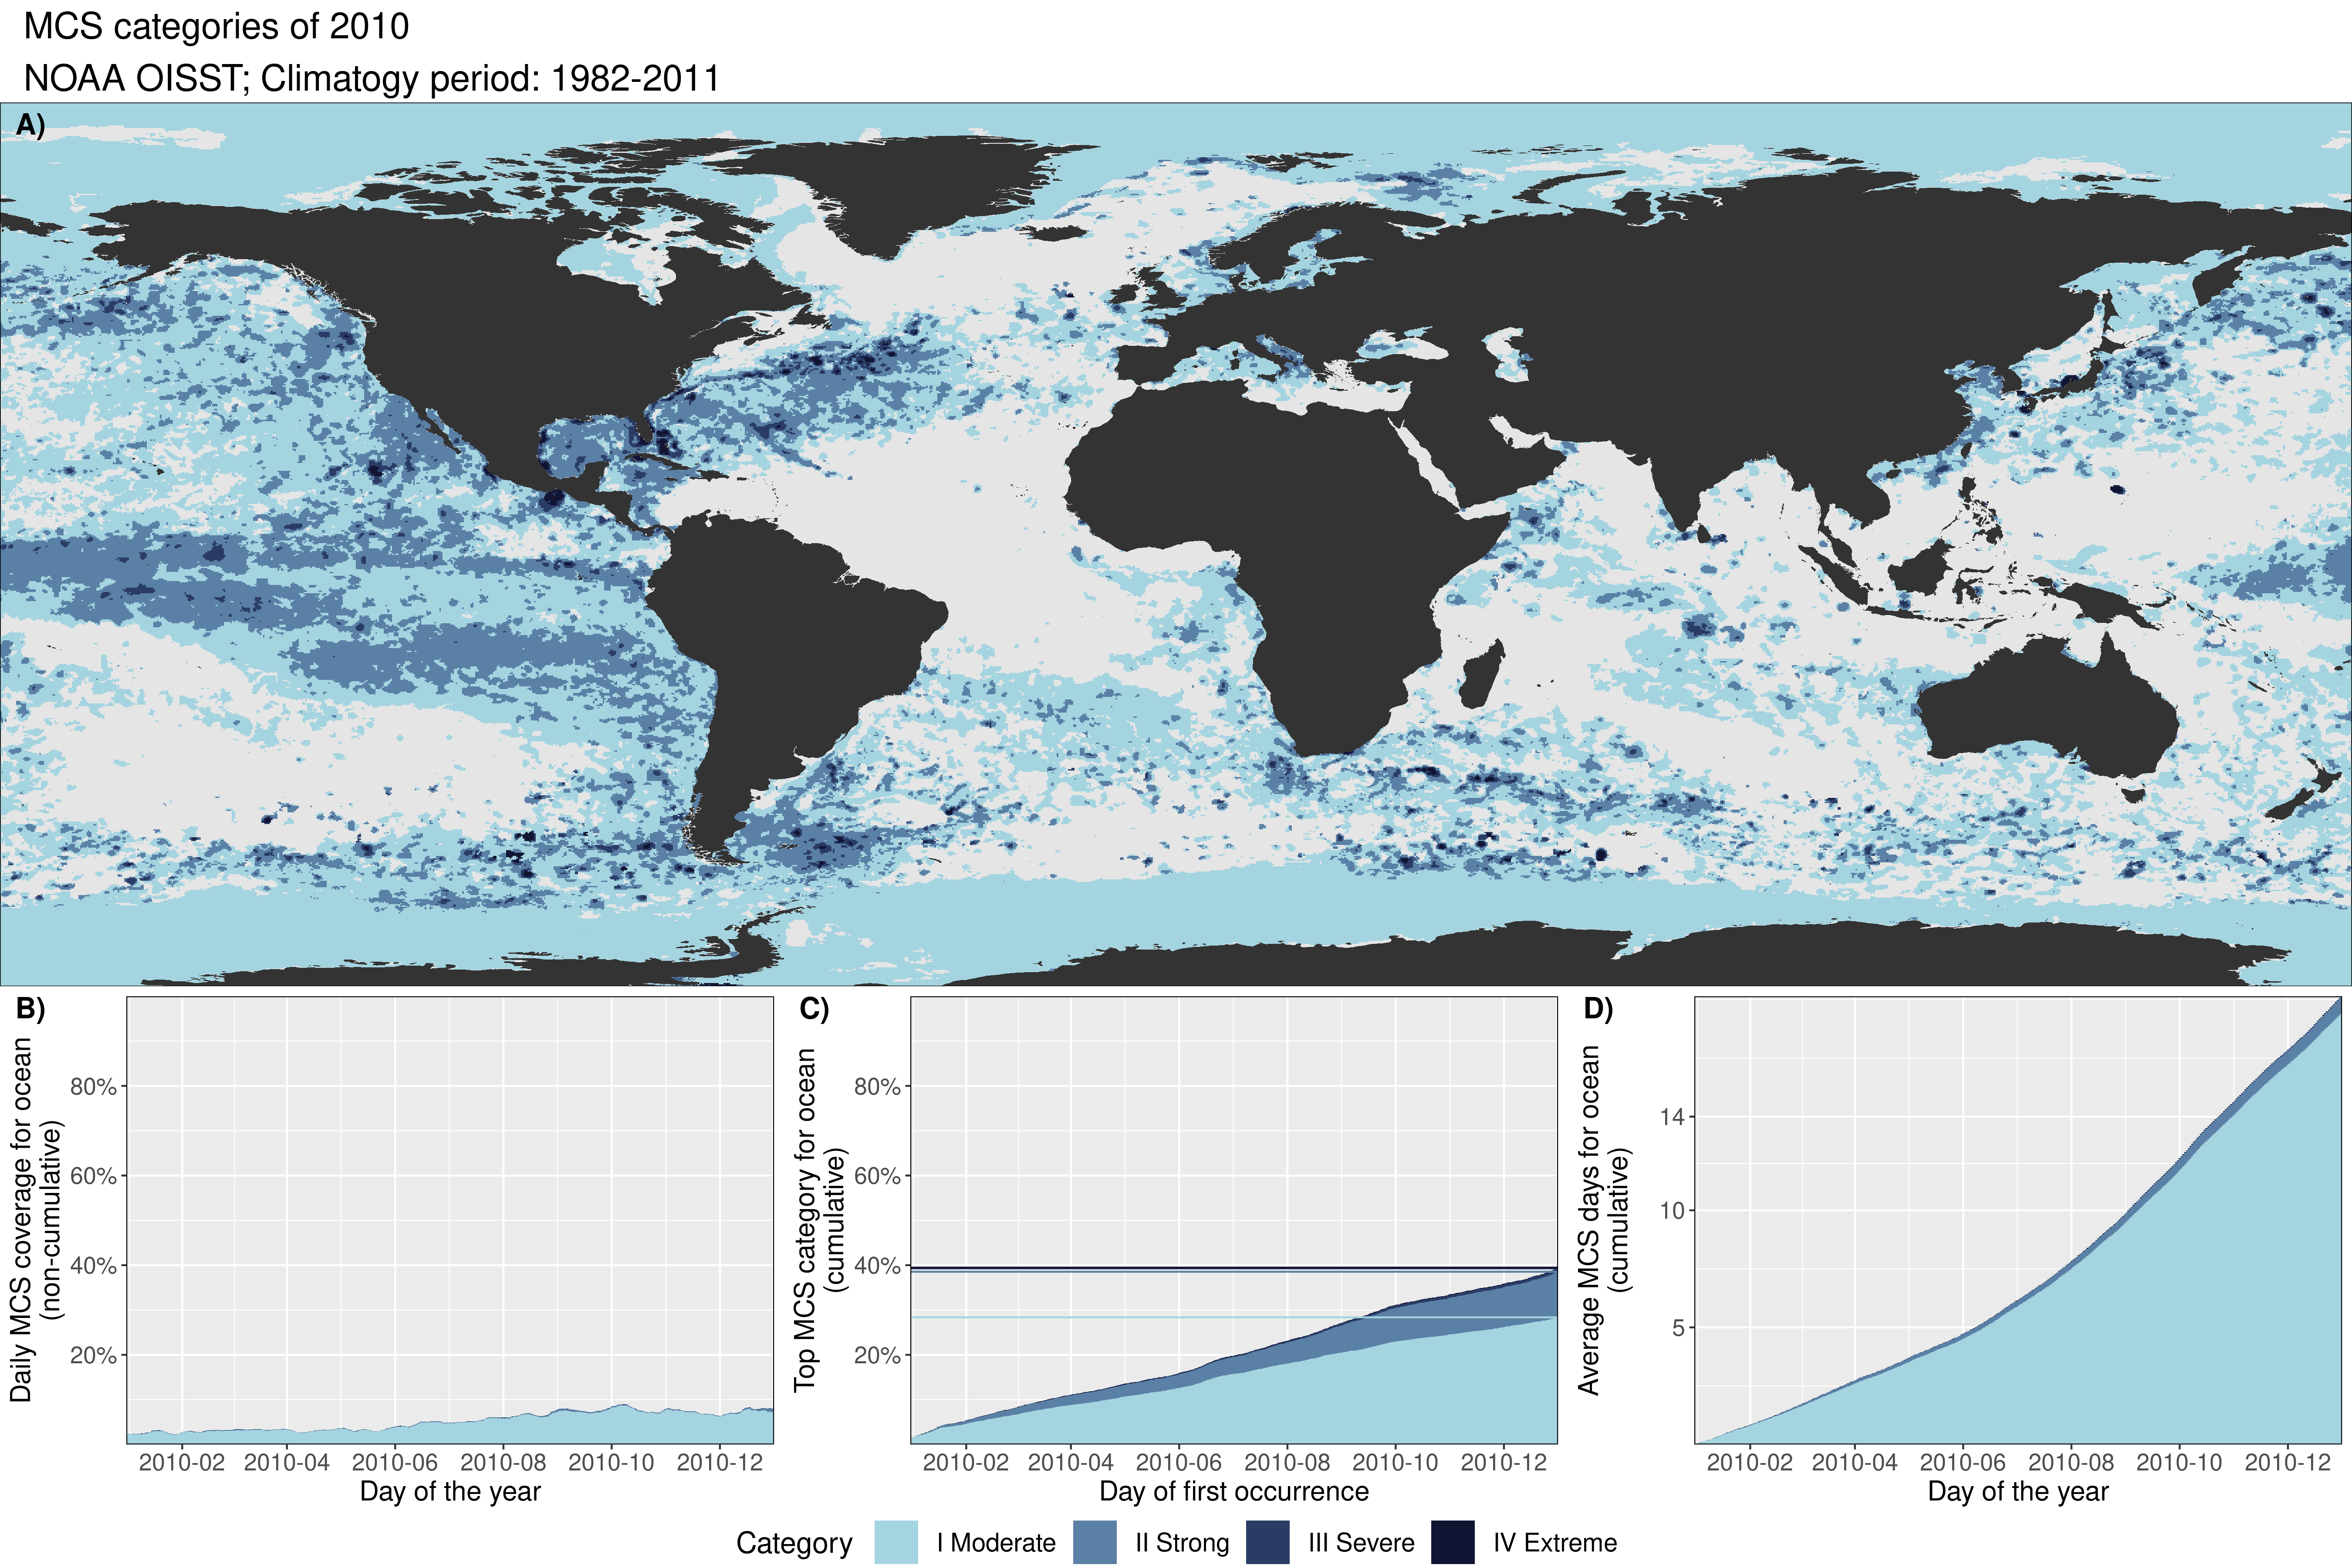 MCS categories of 2010
NOAA OISST; Climatogy period: 1982-2011
A)
B)
Daily MCS coverage for ocean
(non-cumulative)
80%
60%
40%
20%
2010-02 2010-04 2010-06 2010-08 2010-10 2010-12
Day of the year
C)
Top MCS category for ocean
(cumulative)
80%
60%
40%
20%
2010-02 2010-04 2010-06 2010-08 2010-10 2010-12
Day of first occurrence
D)
Average MCS days for ocean
(cumulative)
14
10
5
2010-02 2010-04 2010-06 2010-08 2010-10 2010-12
Day of the year
Category I Moderate II Strong III Severe IV Extreme